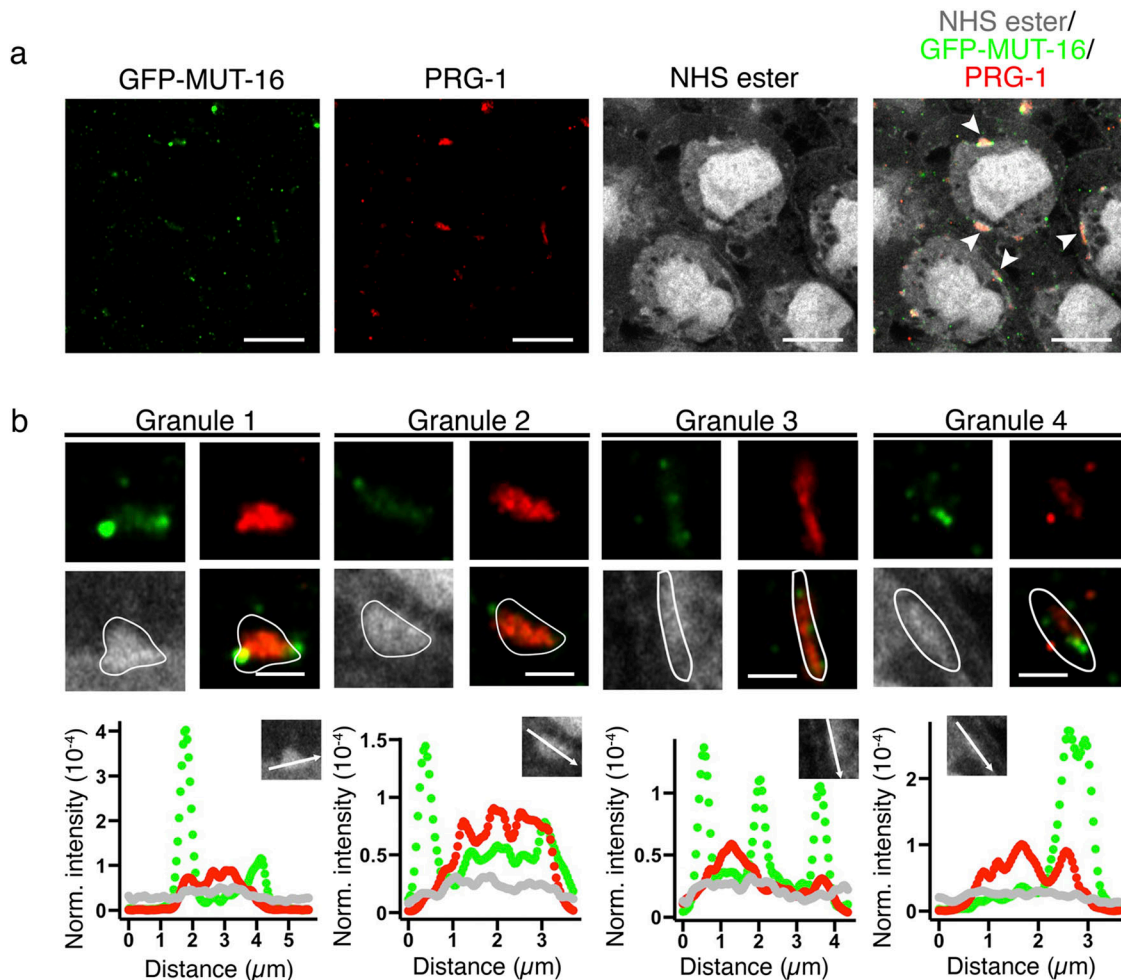 NHS ester/
GFP-MUT-16/
PRG-1
a
GFP-MUT-16
PRG-1
NHS ester
b
Granule 1
Granule 2
Granule 3
Granule 4
Norm. intensity (10⁻⁴)
4
3
2
1
0
0 1 2 3 4 5
Distance (µm)
Norm. intensity (10⁻⁴)
1.5
1
0.5
0
0 1 2 3
Distance (µm)
Norm. intensity (10⁻⁴)
1
0.5
0
0 1 2 3 4
Distance (µm)
Norm. intensity (10⁻⁴)
2
1
0
0 1 2 3
Distance (µm)